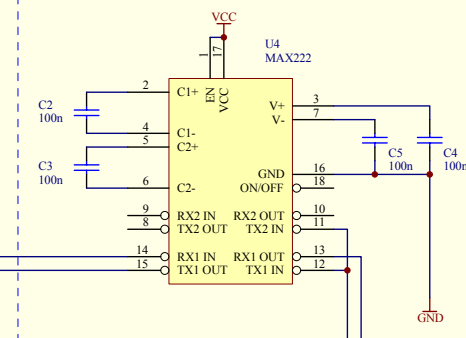 VCC
U4
MAX222
1
17
EN
VCC
2
C1+
C2
100n
4
C1-
5
C2+
C3
100n
6
C2-
9
RX2 IN
8
TX2 OUT
14
RX1 IN
15
TX1 OUT
V+
3
V-
7
C5
100n
C4
100n
GND
16
ON/OFF
18
RX2 OUT
10
TX2 IN
11
RX1 OUT
13
TX1 IN
12
GND